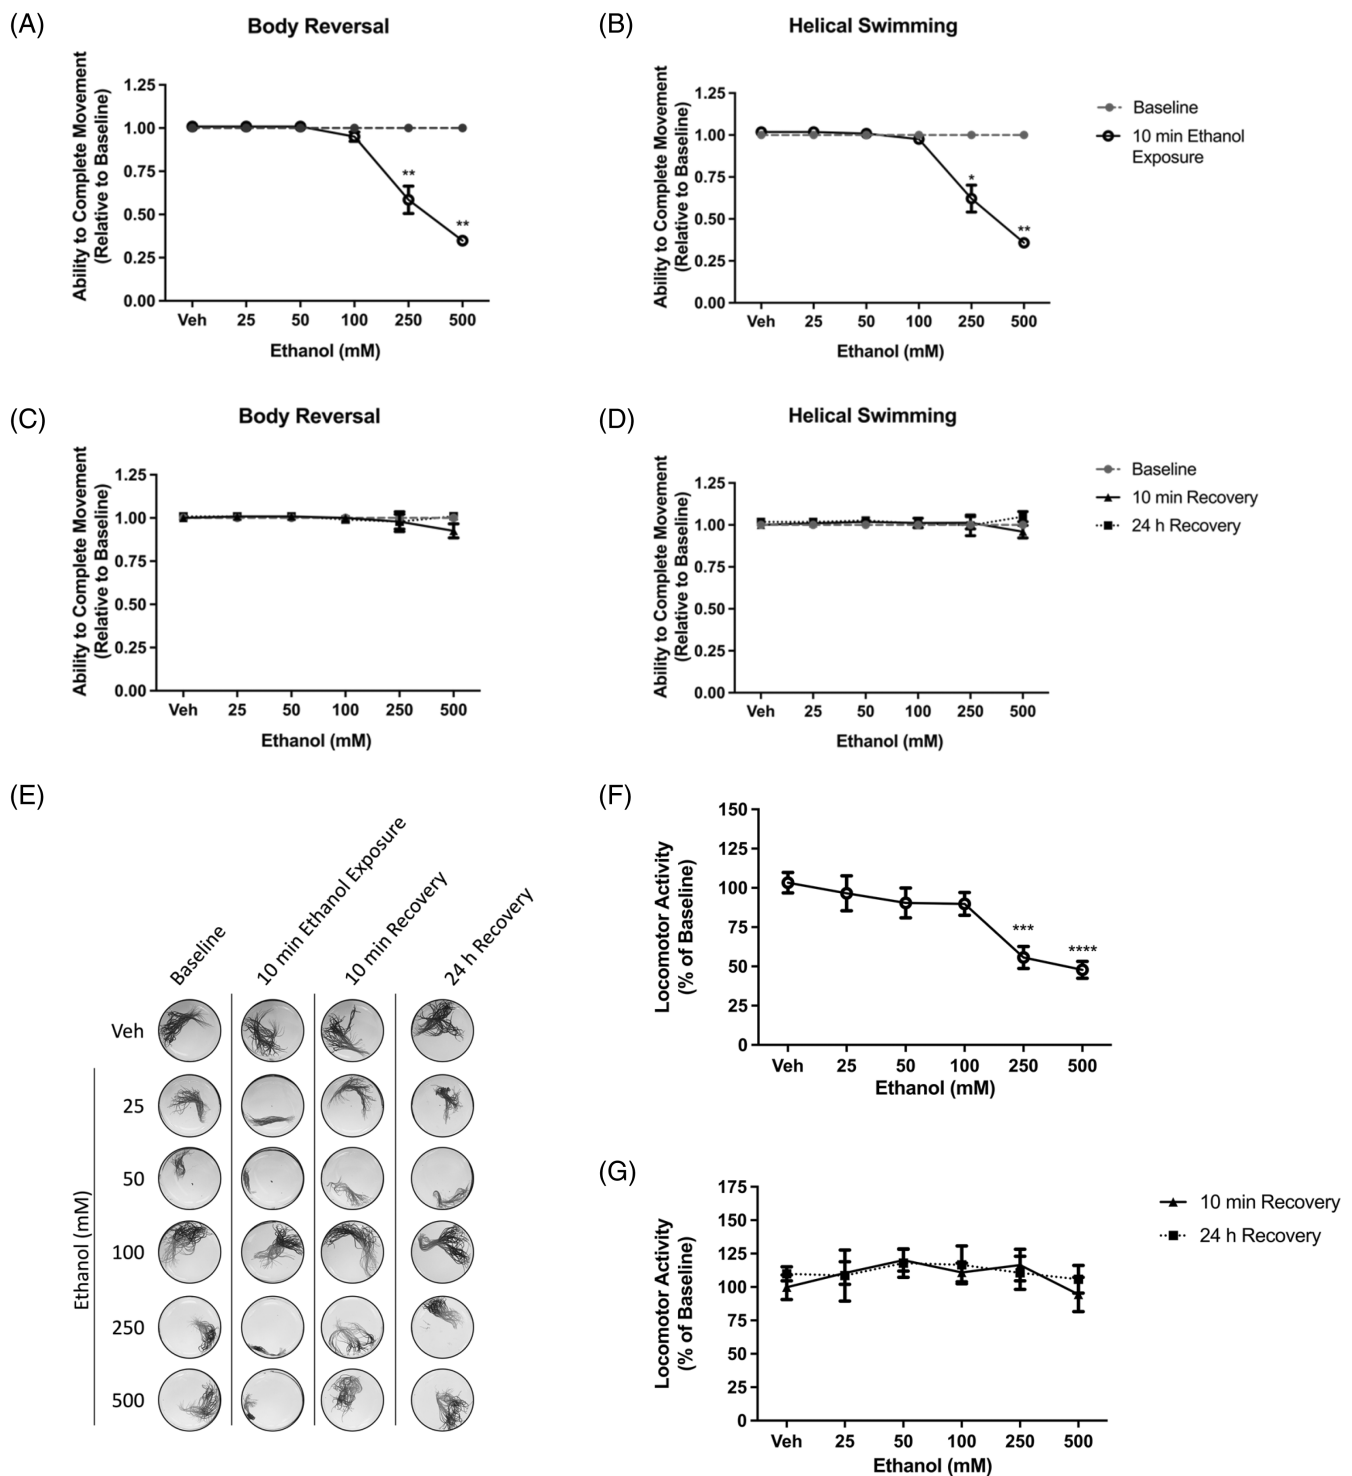 (A)
Body Reversal
Ability to Complete Movement
(Relative to Baseline)
1.25
1.00
0.75
0.50
0.25
0.00
**
**
Veh 25 50 100 250 500
Ethanol (mM)
(B)
Helical Swimming
Ability to Complete Movement
(Relative to Baseline)
1.25
1.00
0.75
0.50
0.25
0.00
*
**
Veh 25 50 100 250 500
Ethanol (mM)
Baseline
10 min Ethanol
Exposure
(C)
Body Reversal
Ability to Complete Movement
(Relative to Baseline)
1.25
1.00
0.75
0.50
0.25
0.00
Veh 25 50 100 250 500
Ethanol (mM)
(D)
Helical Swimming
Ability to Complete Movement
(Relative to Baseline)
1.25
1.00
0.75
0.50
0.25
0.00
Veh 25 50 100 250 500
Ethanol (mM)
Baseline
10 min Recovery
24 h Recovery
(E)
Baseline
10 min Ethanol Exposure
10 min Recovery
24 h Recovery
Veh
25
50
100
250
500
Ethanol (mM)
(F)
Locomotor Activity
(% of Baseline)
150
125
100
75
50
25
0
***
****
Veh 25 50 100 250 500
Ethanol (mM)
(G)
Locomotor Activity
(% of Baseline)
175
150
125
100
75
50
25
0
Veh 25 50 100 250 500
Ethanol (mM)
10 min Recovery
24 h Recovery